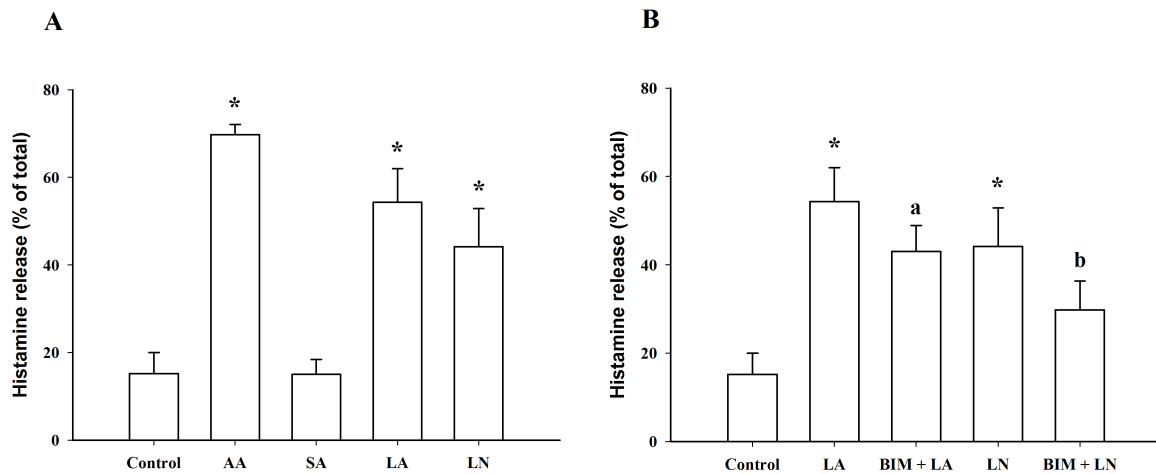 A
Histamine release (% of total)
80
60
40
20
0
*
*
*
Control AA SA LA LN
B
Histamine release (% of total)
80
60
40
20
0
*
a
*
b
Control LA BIM + LA LN BIM + LN